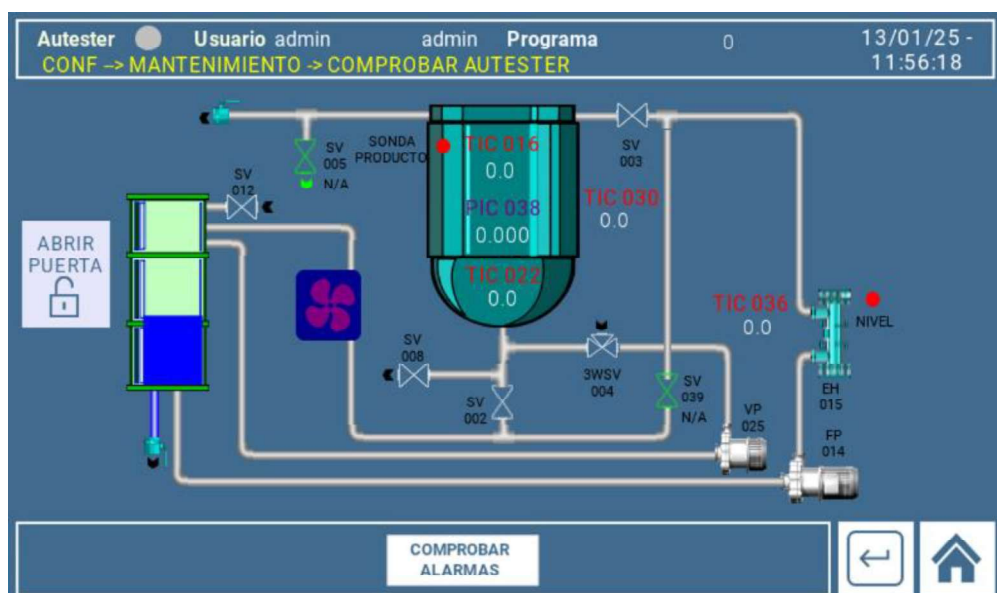 Autester Usuario admin admin Programa 0 13/01/25 -
CONF --> MANTENIMIENTO -> COMPROBAR AUTESTER 11:56:18
SV
005
N/A
SONDA
PRODUCTO
TIC 016
0.0
SV
003
SV
012
PIC 038
0.000
TIC 030
0.0
ABRIR
PUERTA
TIC 022
0.0
TIC 036
0.0
NIVEL
SV
008
3WSV
004
SV
002
SV
039
N/A
EH
015
VP
025
FP
014
COMPROBAR
ALARMAS